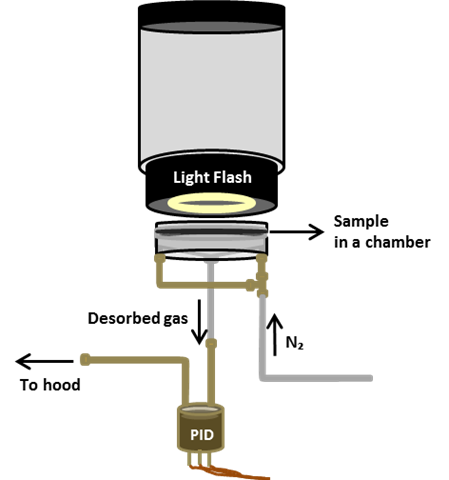 Light Flash
Sample
in a chamber
Desorbed gas
N₂
To hood
PID